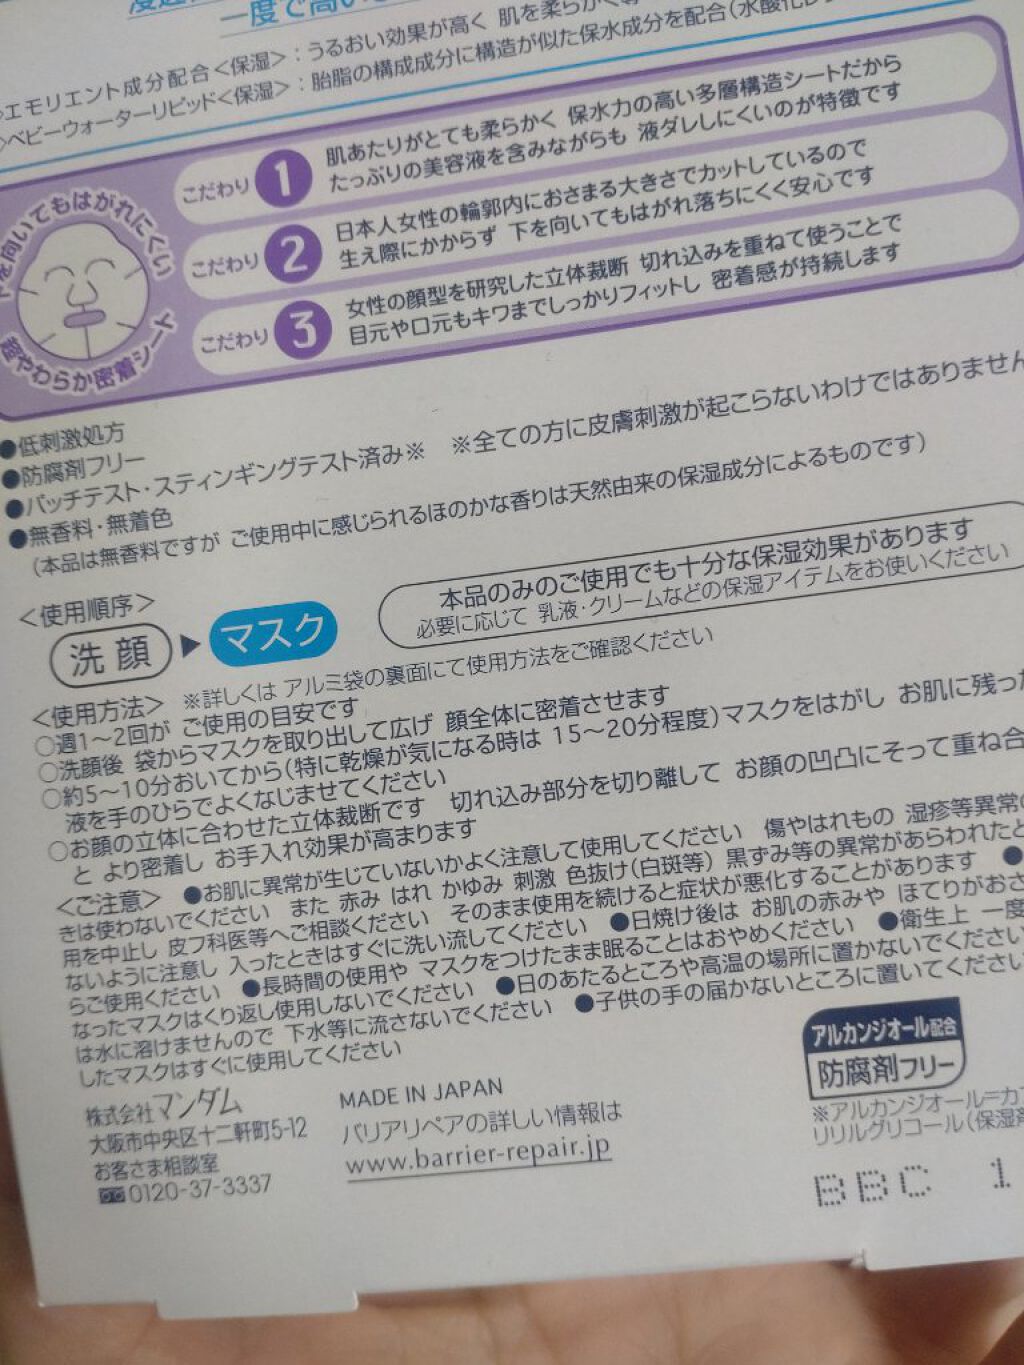 一度で高い
◇エモリエント成分配合＜保湿＞：うるおい効果が高く 肌を柔らかく
◇ベビーウォーターリピッド＜保湿＞：胎脂の構成成分に構造が似た保水成分を配合（水酸化レシ
下を向いてもはがれにくい
超やわらか密着シート
こだわり 1 肌あたりがとても柔らかく 保水力の高い多層構造シートだから
たっぷりの美容液を含みながらも 液ダレしにくいのが特徴です
こだわり 2 日本人女性の輪郭内におさまる大きさでカットしているので
生え際にかからず 下を向いてもはがれ落ちにくく安心です
こだわり 3 女性の顔型を研究した立体裁断 切れ込みを重ねて使うことで
目元や口元もキワまでしっかりフィットし 密着感が持続します
●低刺激処方
●防腐剤フリー
●パッチテスト・スティンギングテスト済み※ ※全ての方に皮膚刺激が起こらないわけではありません
●無香料・無着色
（本品は無香料ですが ご使用中に感じられるほのかな香りは天然由来の保湿成分によるものです）
＜使用順序＞
洗顔 ▶ マスク
本品のみのご使用でも十分な保湿効果があります
必要に応じて 乳液・クリームなどの保湿アイテムをお使いください
＜使用方法＞ ※詳しくは アルミ袋の裏面にて使用方法をご確認ください
○週1〜2回が ご使用の目安です
○洗顔後 袋からマスクを取り出して広げ 顔全体に密着させます
○約5〜10分おいてから（特に乾燥が気になる時は 15〜20分程度）マスクをはがし お肌に残った
液を手のひらでよくなじませてください
○お顔の立体に合わせた立体裁断です 切れ込み部分を切り離して お顔の凹凸にそって重ね合
と より密着し お手入れ効果が高まります
＜ご注意＞ ●お肌に異常が生じていないかよく注意して使用してください 傷やはれもの 湿疹等異常の
きは使わないでください また 赤み はれ かゆみ 刺激 色抜け（白斑等） 黒ずみ等の異常があらわれたと
用を中止し 皮フ科医等へご相談ください そのまま使用を続けると症状が悪化することがあります ●
ないように注意し 入ったときはすぐに洗い流してください ●日焼け後は お肌の赤みや ほてりがおさ
らご使用ください ●長時間の使用や マスクをつけたまま眠ることはおやめください ●衛生上 一度
なったマスクはくり返し使用しないでください ●日のあたるところや高温の場所に置かないでください
は水に溶けませんので 下水等に流さないでください ●子供の手の届かないところに置いてください
したマスクはすぐに使用してください
株式会社マンダム
大阪市中央区十二軒町5-12
お客さま相談室
0120-37-3337
MADE IN JAPAN
バリアリペアの詳しい情報は
www.barrier-repair.jp
アルカンジオール配合
防腐剤フリー
※アルカンジオール=カプ
リリルグリコール（保湿剤
BBC 1